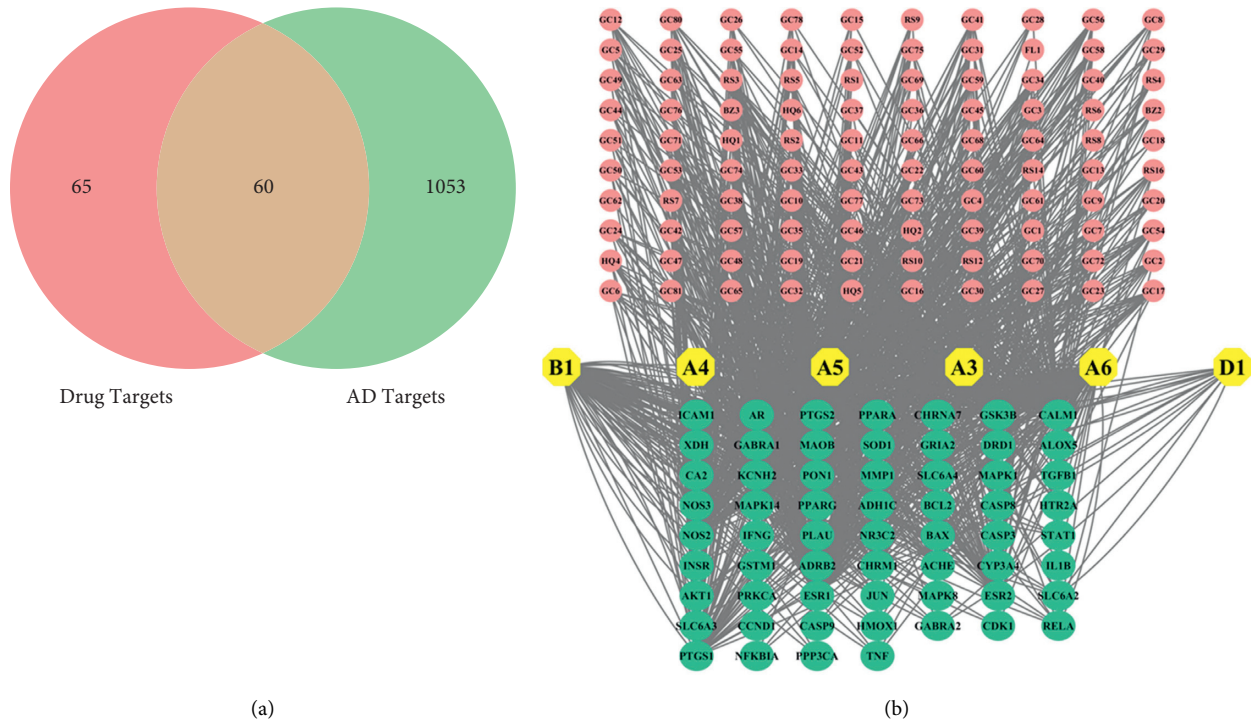 65 60 1053
Drug Targets AD Targets
(a)
GC12 GC80 GC26 GC78 GC15 RS9 GC41 GC28 GC56 GC8
GC5 GC25 GC55 GC14 GC52 GC75 GC31 FL1 GC58 GC29
GC49 GC63 RS3 RS5 RS1 GC69 GC59 GC34 GC40 RS4
GC44 GC76 BZ3 HQ6 GC37 GC36 GC45 GC3 RS6 BZ2
GC51 GC71 HQ1 RS2 GC11 GC66 GC68 GC64 RS8 GC18
GC50 GC53 GC74 GC33 GC43 GC22 GC60 RS14 GC13 RS16
GC62 RS7 GC38 GC10 GC77 GC73 GC4 GC61 GC9 GC20
GC24 GC42 GC57 GC35 GC46 HQ2 GC39 GC1 GC7 GC54
HQ4 GC47 GC48 GC19 GC21 RS10 RS12 GC70 GC72 GC2
GC6 GC81 GC65 GC32 HQ5 GC16 GC30 GC27 GC23 GC17
B1 A4 A5 A3 A6 D1
ICAM1 AR PTGS2 PPARA CHRNA7 GSK3B CALM1
XDH GABRA1 MAOB SOD1 GRIA2 DRD1 ALOX5
CA2 KCNH2 PON1 MMP1 SLC6A4 MAPK1 TGFB1
NOS3 MAPK14 PPARG ADH1C BCL2 CASP8 HTR2A
NOS2 IFNG PLAU NR3C2 BAX CASP3 STAT1
INSR GSTM1 ADRB2 CHRM1 ACHE CYP3A4 IL1B
AKT1 PRKCA ESR1 JUN MAPK8 ESR2 SLC6A2
SLC6A3 CCND1 CASP9 HMOX1 GABRA2 CDK1 RELA
PTGS1 NFKBIA PPP3CA TNF
(b)